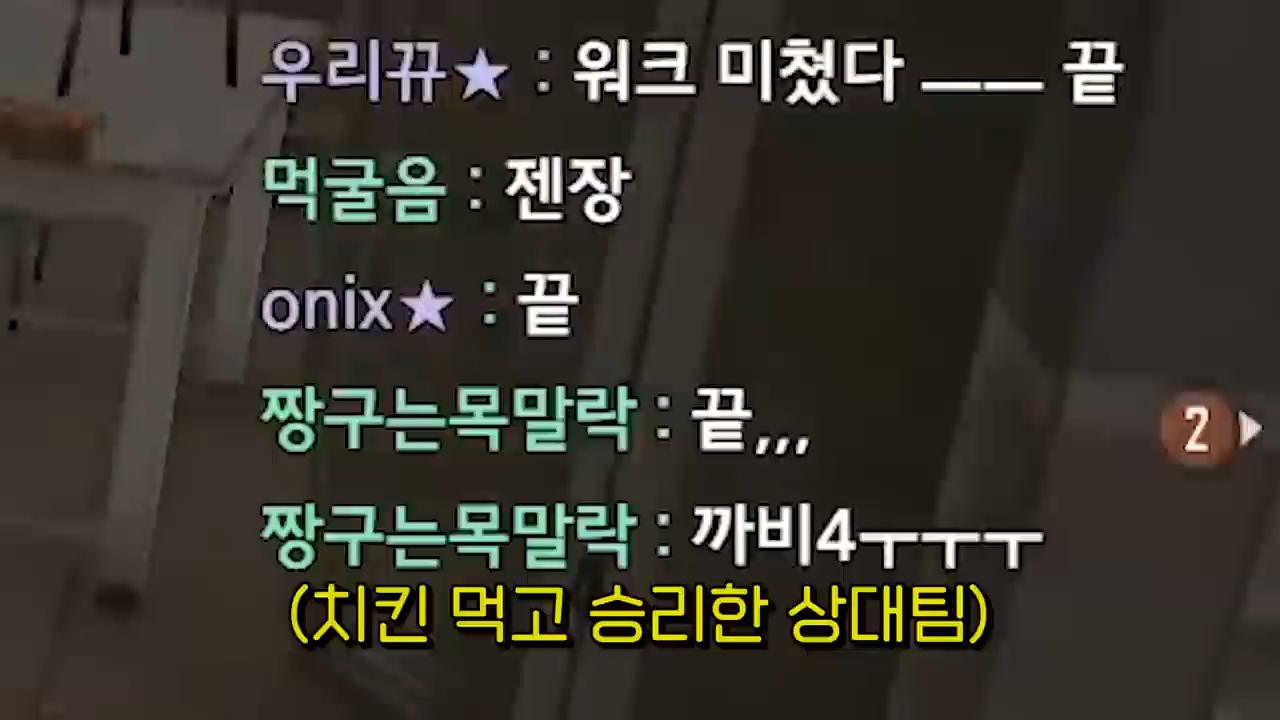 우리뀨★ : 워크 미쳤다 ㅡㅡ 끝
먹굴음 : 젠장
onix★ : 끝
짱구는목말락 : 끝,,,
2
짱구는목말락 : 까비4ㅜㅜㅜ
(치킨 먹고 승리한 상대팀)